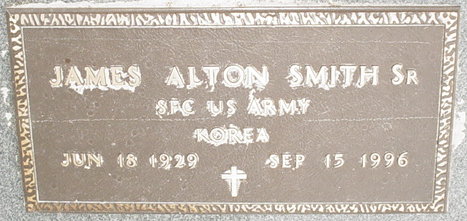 JAMES ALTON SMITH SR
SFC US ARMY
KOREA
JUN 18 1929 SEP 15 1996